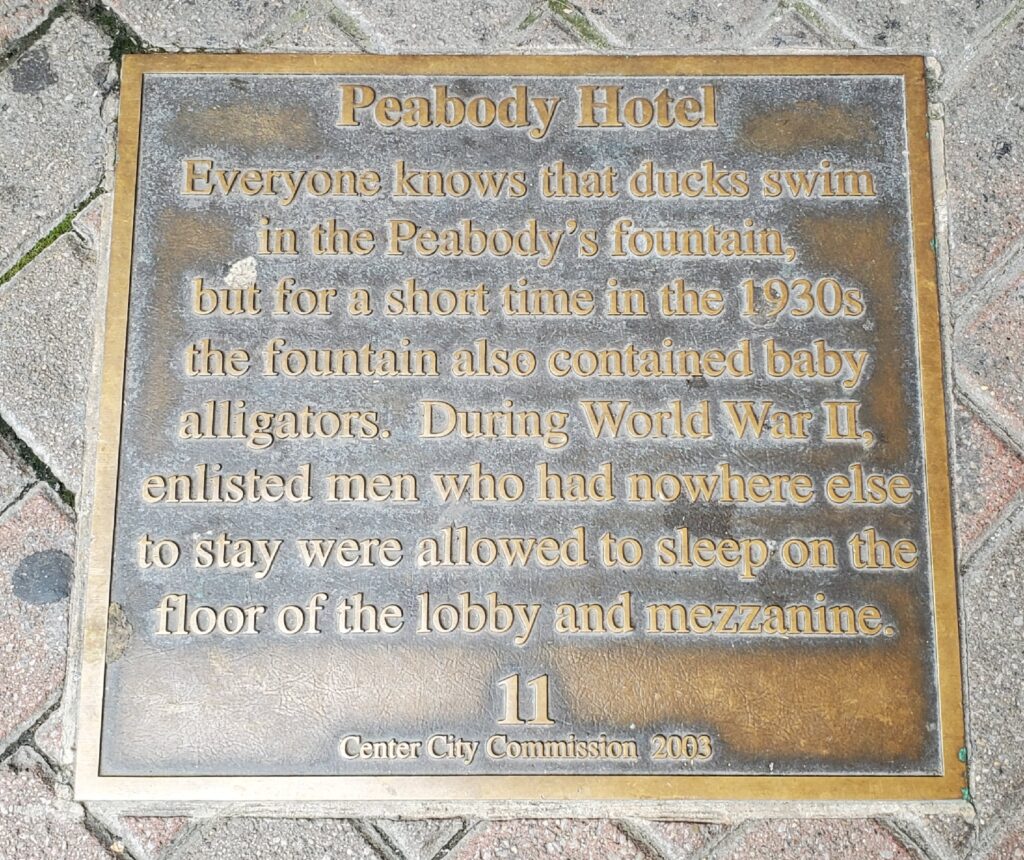 Peabody Hotel
Everyone knows that ducks swim
in the Peabody's fountain,
but for a short time in the 1930s
the fountain also contained baby
alligators.  During World War II,
enlisted men who had nowhere else
to stay were allowed to sleep on the
floor of the lobby and mezzanine.
11
Center City Commission 2003